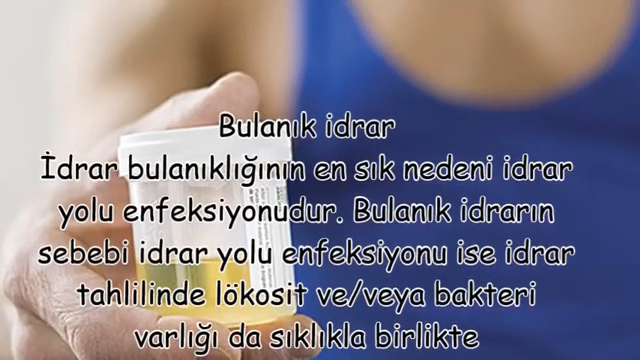 Bulanık idrar
İdrar bulanıklığının en sık nedeni idrar
yolu enfeksiyonudur. Bulanık idrarın
sebebi idrar yolu enfeksiyonu ise idrar
tahlilinde lökosit ve/veya bakteri
varlığı da sıklıkla birlikte